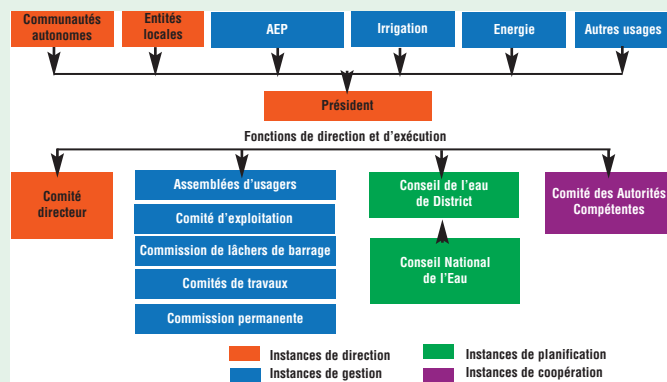 Communautés
autonomes
Entités
locales
AEP
Irrigation
Energie
Autres usages
Président
Fonctions de direction et d'exécution
Comité
directeur
Assemblées d'usagers
Comité d'exploitation
Commission de lâchers de barrage
Comités de travaux
Commission permanente
Conseil de l'eau
de District
Conseil National
de l'Eau
Comité des Autorités
Compétentes
Instances de direction
Instances de gestion
Instances de planification
Instances de coopération